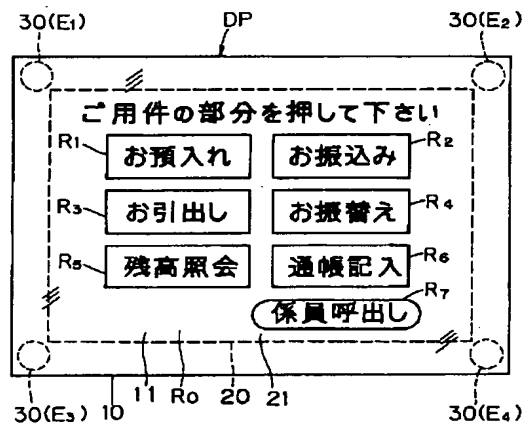 30(E1) DP 30(E2)
ご用件の部分を押して下さい
R1 お預入れ お振込み R2
R3 お引出し お振替え R4
R5 残高照会 通帳記入 R6
係員呼出し R7
30(E3) 10 11 R0 20 21 30(E4)